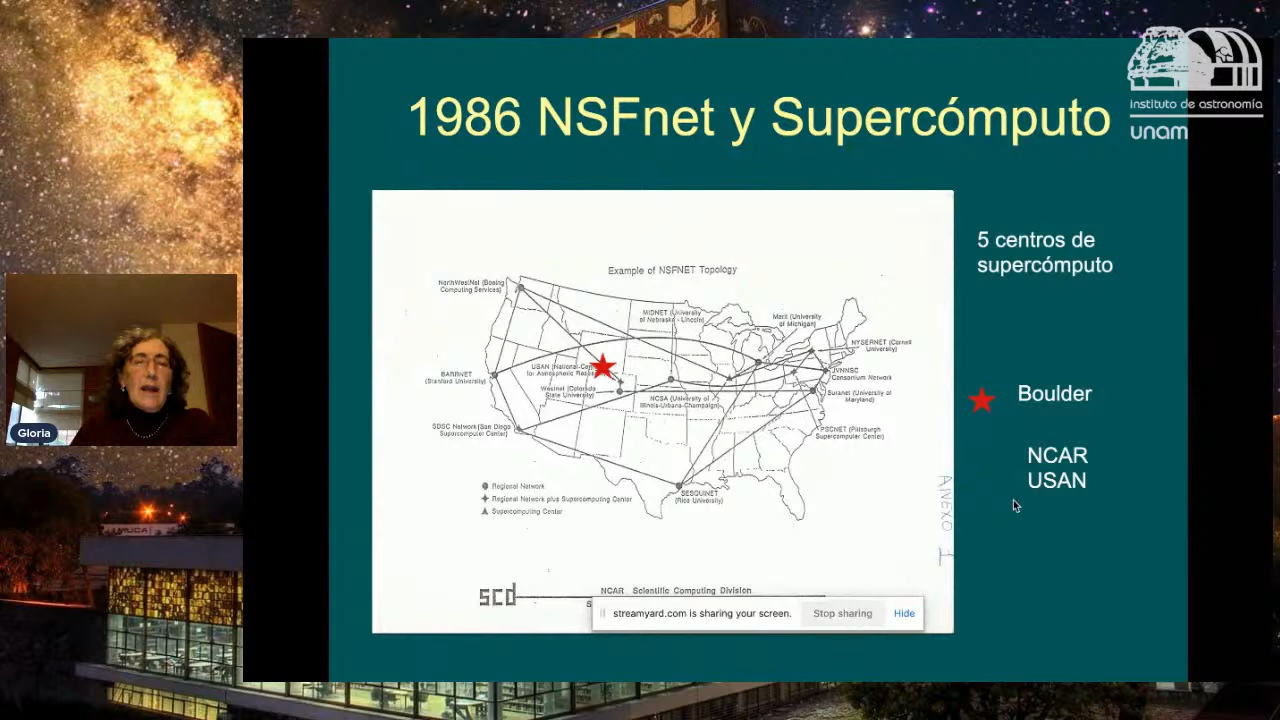 1986 NSFnet y Supercómputo
instituto de astronomía
unam
5 centros de
supercómputo
Example of NSFNET Topology
NorthWestNet (Boeing
Computing Services)
MIDNET (University
of Nebraska - Lincoln)
Merit (University
of Michigan)
NYSERNET (Cornell
University)
BARRNET
(Stanford University)
USAN (National
for Atmospheric
Westnet (Colorado
State University)
NCSA (University of
Illinois-Urbana-Champaign)
JVNNSC
Consortium Network
Suranet (University of
Maryland)
SDSC Network (San Diego
Supercomputer Center)
PSCNET (Pittsburgh
Supercomputer Center)
SESQUINET
(Rice University)
Regional Network
Regional Network plus Supercomputing Center
Supercomputing Center
ANEXO I
Boulder
NCAR
USAN
Gloria
MUCA
scd
NCAR Scientific Computing Division
S
streamyard.com is sharing your screen.
Stop sharing
Hide